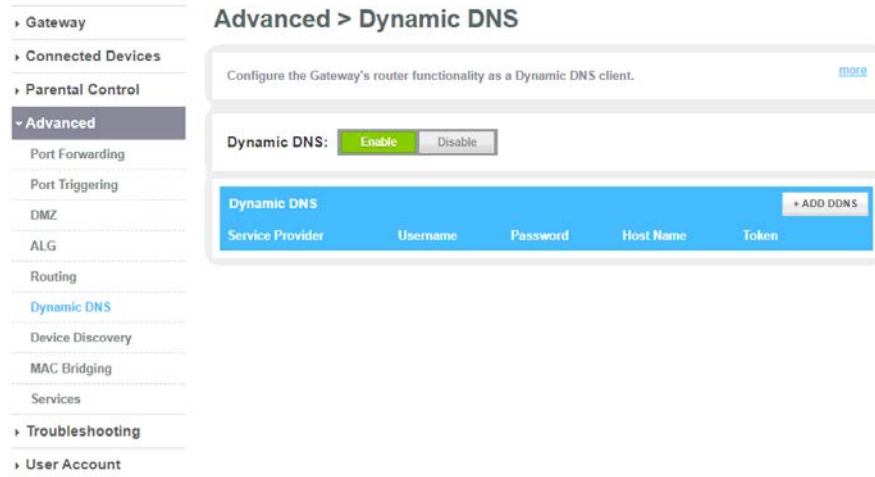 Gateway
Connected Devices
Parental Control
Advanced
Port Forwarding
Port Triggering
DMZ
ALG
Routing
Dynamic DNS
Device Discovery
MAC Bridging
Services
Troubleshooting
User Account
Advanced > Dynamic DNS
Configure the Gateway's router functionality as a Dynamic DNS client. more
Dynamic DNS: Enable Disable
Dynamic DNS + ADD DDNS
Service Provider Username Password Host Name Token